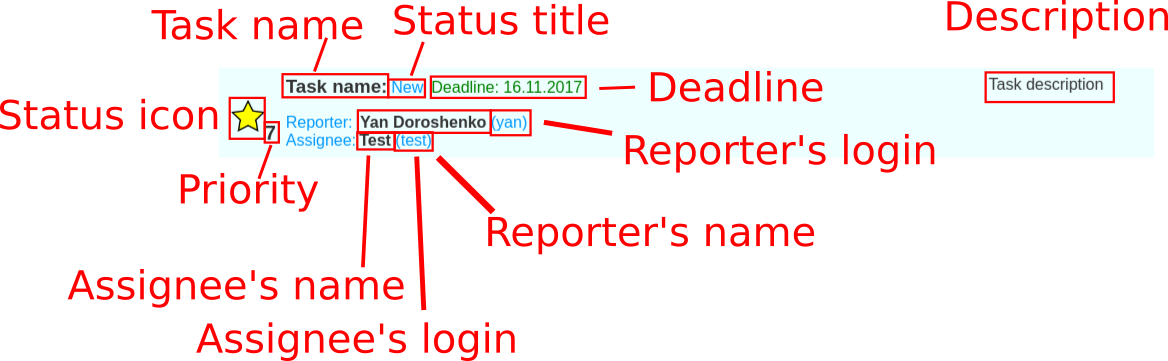 Task name
Status title
Description
Task name: New Deadline: 16.11.2017
Deadline
Task description
Status icon
7
Reporter: Yan Doroshenko (yan)
Assignee: Test (test)
Reporter's login
Priority
Reporter's name
Assignee's name
Assignee's login